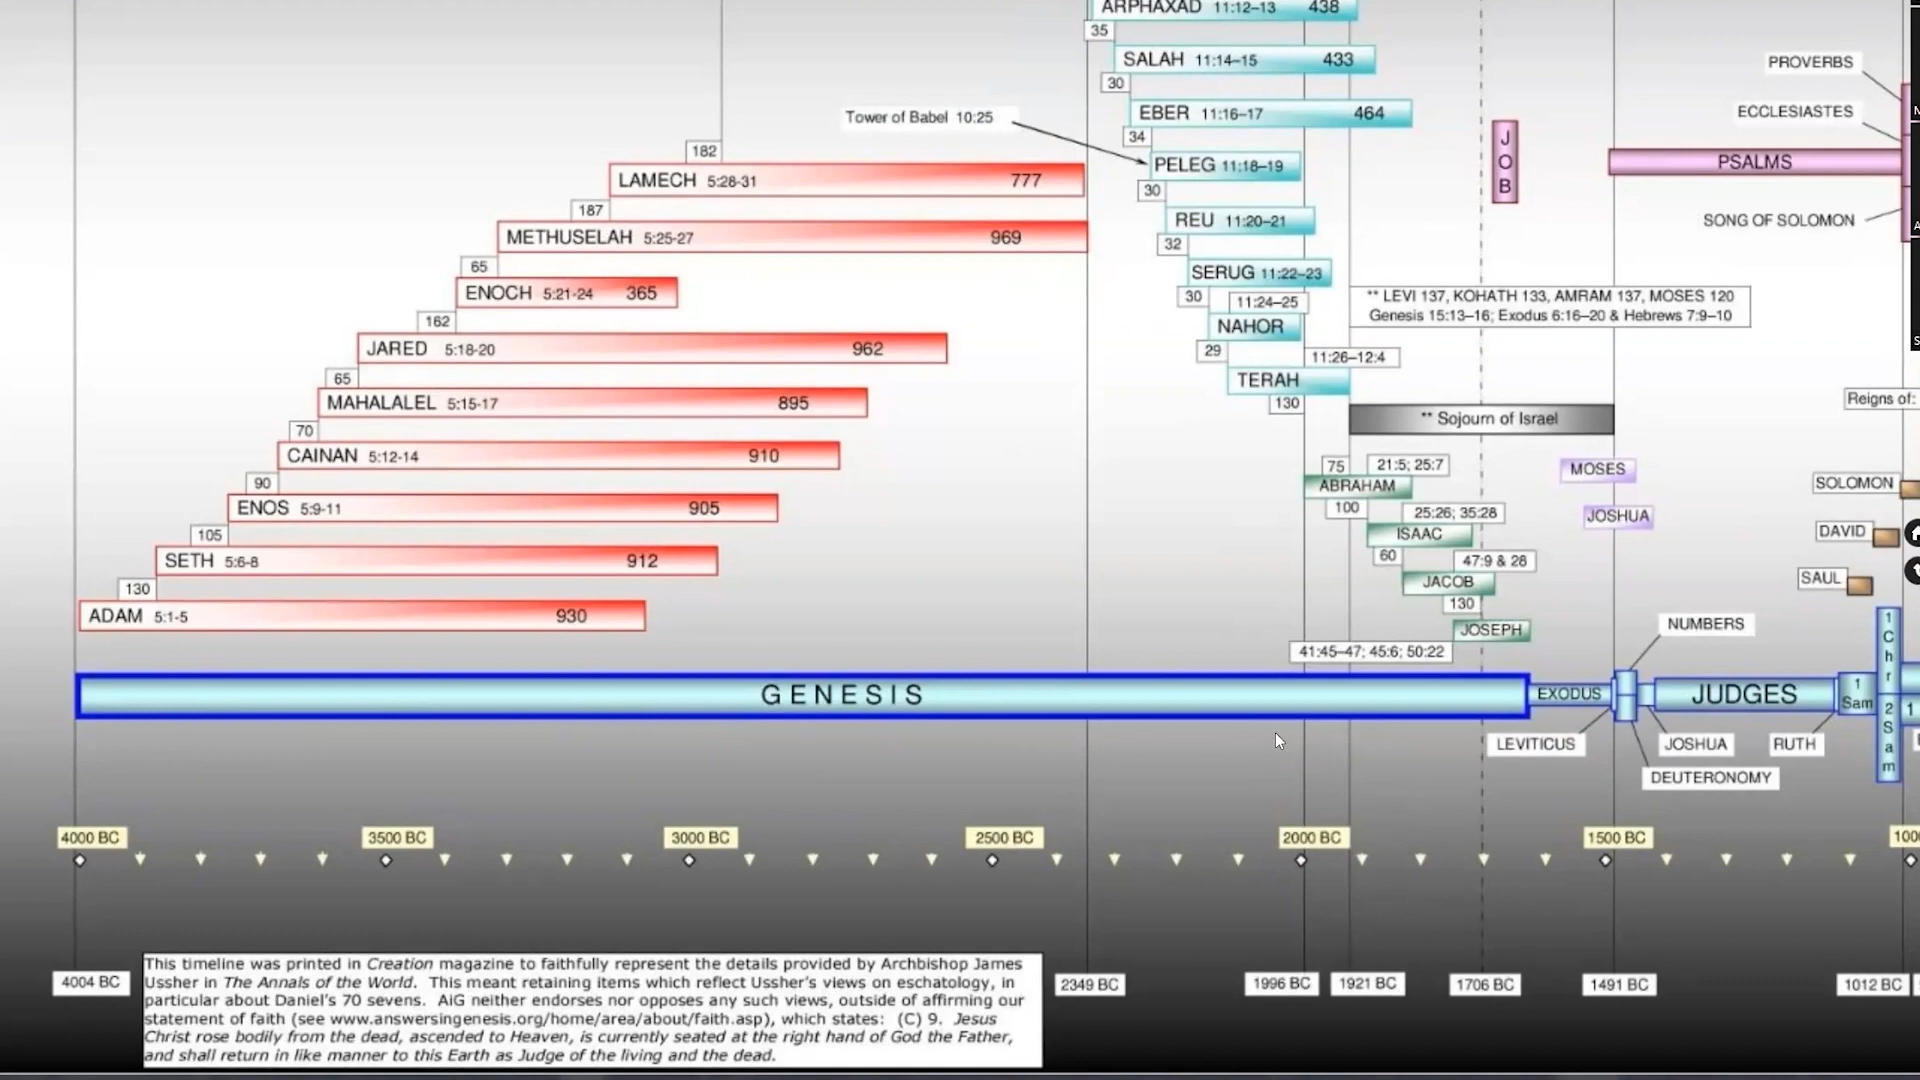 ARPHAXAD 11:12–13 438
35
SALAH 11:14–15 433
30
PROVERBS
ECCLESIASTES
Tower of Babel 10:25
EBER 11:16–17 464
34
JOB
PSALMS
SONG OF SOLOMON
182
LAMECH 5:28-31 777
PELEG 11:18–19
30
187
METHUSELAH 5:25-27 969
REU 11:20–21
32
65
ENOCH 5:21-24 365
SERUG 11:22–23
30
11:24–25
** LEVI 137, KOHATH 133, AMRAM 137, MOSES 120
Genesis 15:13–16; Exodus 6:16–20 & Hebrews 7:9–10
162
JARED 5:18-20 962
NAHOR
29
11:26–12:4
65
MAHALALEL 5:15-17 895
TERAH
130
Reigns of:
** Sojourn of Israel
70
CAINAN 5:12-14 910
75
21:5; 25:7
ABRAHAM
MOSES
SOLOMON
90
ENOS 5:9-11 905
100
25:26; 35:28
ISAAC
JOSHUA
DAVID
105
SETH 5:6-8 912
60
47:9 & 28
JACOB
SAUL
130
ADAM 5:1-5 930
130
JOSEPH
41:45–47; 45:6; 50:22
NUMBERS
GENESIS
EXODUS
JUDGES
1
Sam
1 Chr
2 Sam
1
LEVITICUS
JOSHUA
RUTH
DEUTERONOMY
4000 BC
3500 BC
3000 BC
2500 BC
2000 BC
1500 BC
4004 BC
2349 BC
1996 BC
1921 BC
1706 BC
1491 BC
1012 BC
This timeline was printed in Creation magazine to faithfully represent the details provided by Archbishop James
Ussher in The Annals of the World. This meant retaining items which reflect Ussher's views on eschatology, in
particular about Daniel's 70 sevens. AiG neither endorses nor opposes any such views, outside of affirming our
statement of faith (see www.answersingenesis.org/home/area/about/faith.asp), which states: (C) 9. Jesus
Christ rose bodily from the dead, ascended to Heaven, is currently seated at the right hand of God the Father,
and shall return in like manner to this Earth as Judge of the living and the dead.